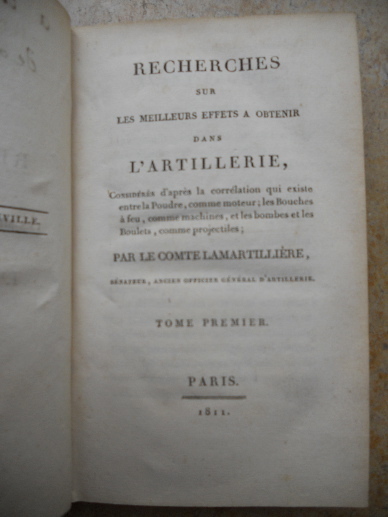 VILLE.
RECHERCHES
SUR
LES MEILLEURS EFFETS A OBTENIR
DANS
L'ARTILLERIE,
Considérés d'après la corrélation qui existe
entre la Poudre, comme moteur; les Bouches
à feu, comme machines, et les bombes et les
Boulets, comme projectiles;
PAR LE COMTE LAMARTILLIÈRE,
SÉNATEUR, ANCIEN OFFICIER GÉNÉRAL D'ARTILLERIE.
TOME PREMIER.
PARIS.
1811.